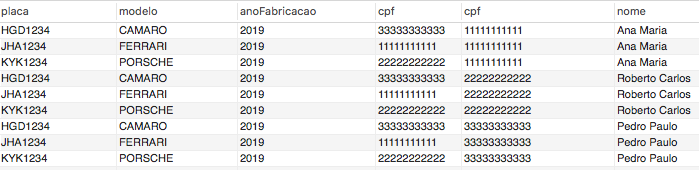 placa modelo anoFabricacao cpf cpf nome
HGD1234 CAMARO 2019 33333333333 11111111111 Ana Maria
JHA1234 FERRARI 2019 11111111111 11111111111 Ana Maria
KYK1234 PORSCHE 2019 22222222222 11111111111 Ana Maria
HGD1234 CAMARO 2019 33333333333 22222222222 Roberto Carlos
JHA1234 FERRARI 2019 11111111111 22222222222 Roberto Carlos
KYK1234 PORSCHE 2019 22222222222 22222222222 Roberto Carlos
HGD1234 CAMARO 2019 33333333333 33333333333 Pedro Paulo
JHA1234 FERRARI 2019 11111111111 33333333333 Pedro Paulo
KYK1234 PORSCHE 2019 22222222222 33333333333 Pedro Paulo